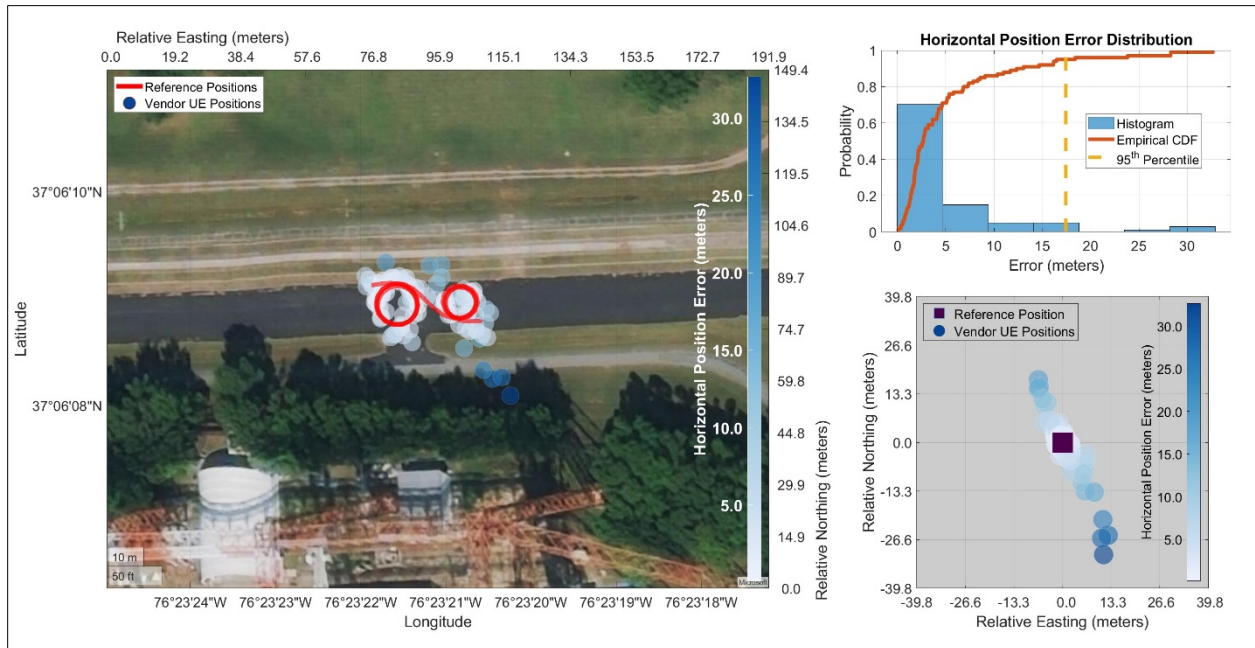 Relative Easting (meters)
0.0 19.2 38.4 57.6 76.8 95.9 115.1 134.3 153.5 172.7 191.9
Reference Positions
Vendor UE Positions
37°06'10"N
37°06'08"N
Latitude
10 m
50 ft
Microsoft
76°23'24"W 76°23'23"W 76°23'22"W 76°23'21"W 76°23'20"W 76°23'19"W 76°23'18"W
Longitude
30.0
25.0
20.0
15.0
10.0
5.0
Horizontal Position Error (meters)
149.4
134.5
119.5
104.6
89.7
74.7
59.8
44.8
29.9
14.9
0.0
Relative Northing (meters)
Horizontal Position Error Distribution
1
0.8
0.6
0.4
0.2
0
Probability
Histogram
Empirical CDF
95th Percentile
0 5 10 15 20 25 30
Error (meters)
39.8
26.6
13.3
0.0
-13.3
-26.6
-39.8
Relative Northing (meters)
Reference Position
Vendor UE Positions
30.0
25.0
20.0
15.0
10.0
5.0
Horizontal Position Error (meters)
-39.8 -26.6 -13.3 0.0 13.3 26.6 39.8
Relative Easting (meters)